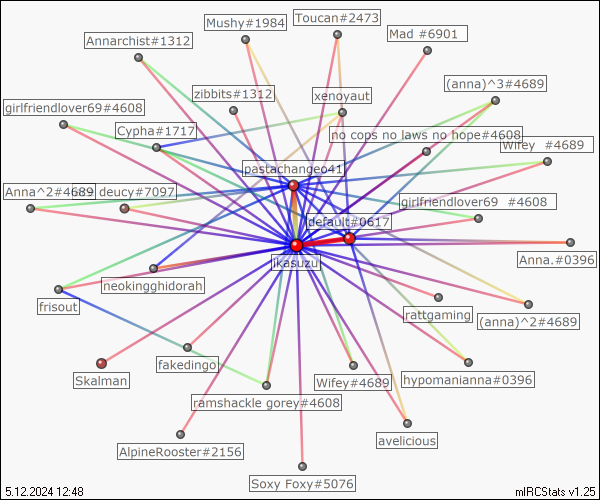 Toucan#2473
Mushy#1984
Mad #6901
Annarchist#1312
(anna)^3#4689
zibbits#1312
xenoyaut
girlfriendlover69#4608
Cypha#1717
no cops no laws no hope#4608
Wirey #4689
pastachangeo41
Anna^2#4689
deucy#7097
girlfriendlover69 #4608
!default#0617
Anna.#0396
ikasuzu
neokingghidorah
frisout
rattgaming
(anna)^2#4689
fakedingo
Skalman
Wifey#4689
hypomanianna#0396
ramshackle gorey#4608
avelicious
AlpineRooster#2156
Soxy Foxy#5076
5.12.2024 12:48
mIRCStats v1.25